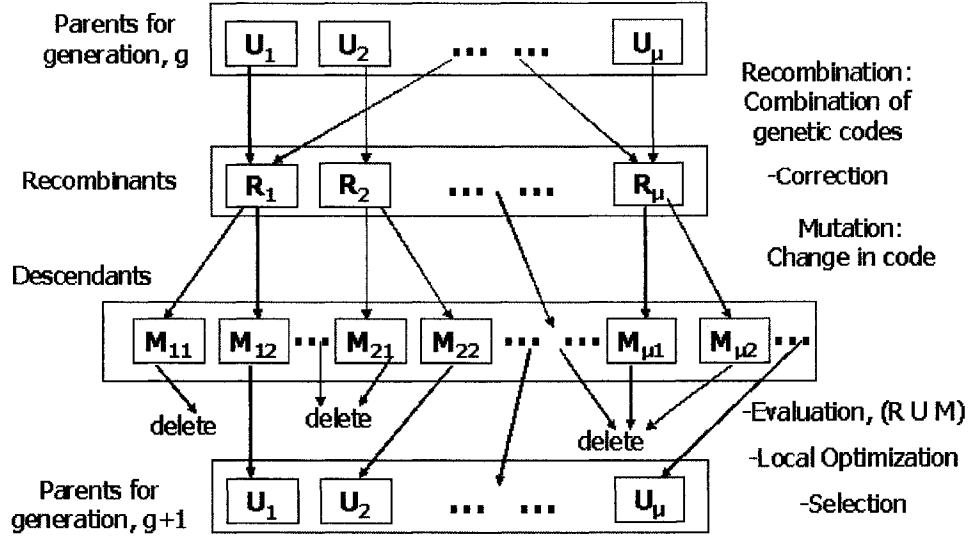 Parents for
generation, g
U1 U2 ... ... Uμ
Recombination:
Combination of
genetic codes
-Correction
Recombinants
R1 R2 ... ... Rμ
Mutation:
Change in code
Descendants
M11 M12 ... M21 M22 ... ... Mμ1 Mμ2 ...
delete
delete
delete
-Evaluation, (R U M)
-Local Optimization
-Selection
Parents for
generation, g+1
U1 U2 ... ... Uμ